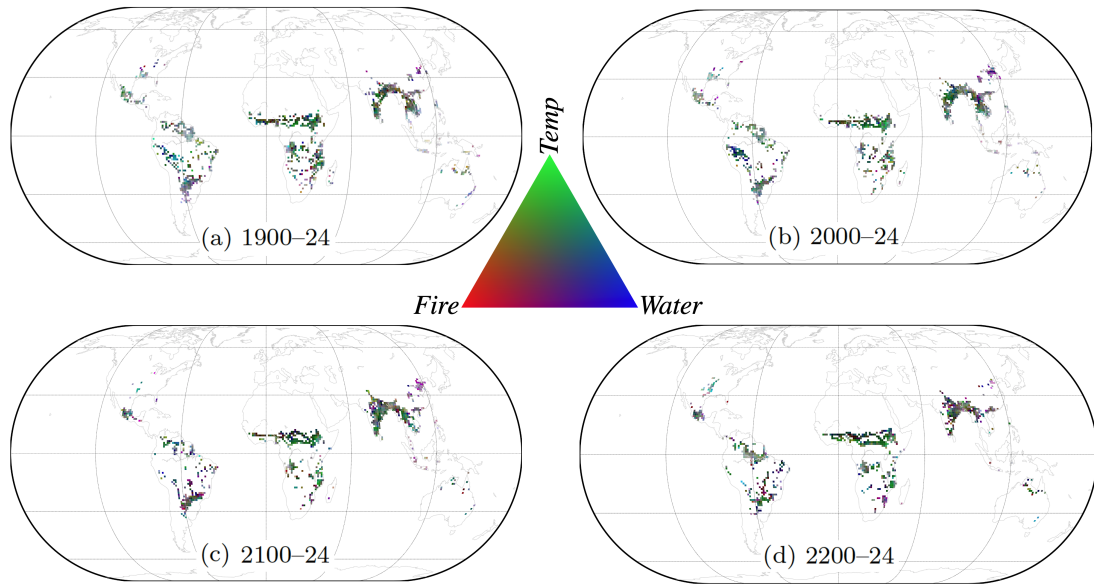 (a) 1900–24
(b) 2000–24
Temp
Fire
Water
(c) 2100–24
(d) 2200–24